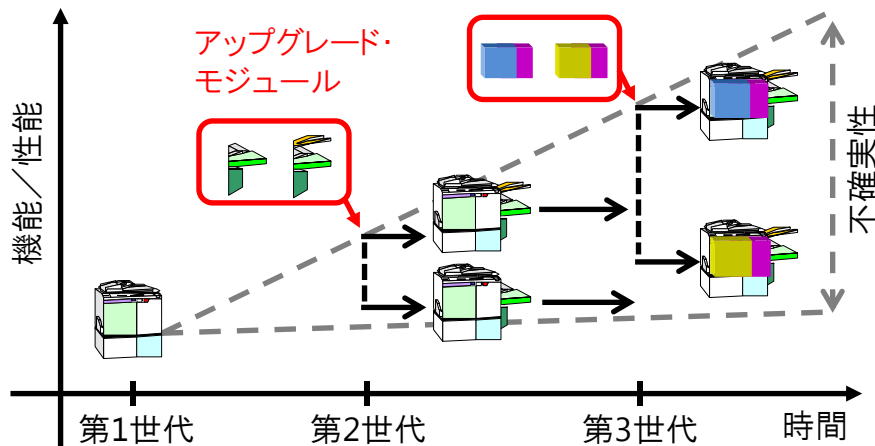 機能／性能
アップグレード・
モジュール
不確実性
第1世代
第2世代
第3世代
時間